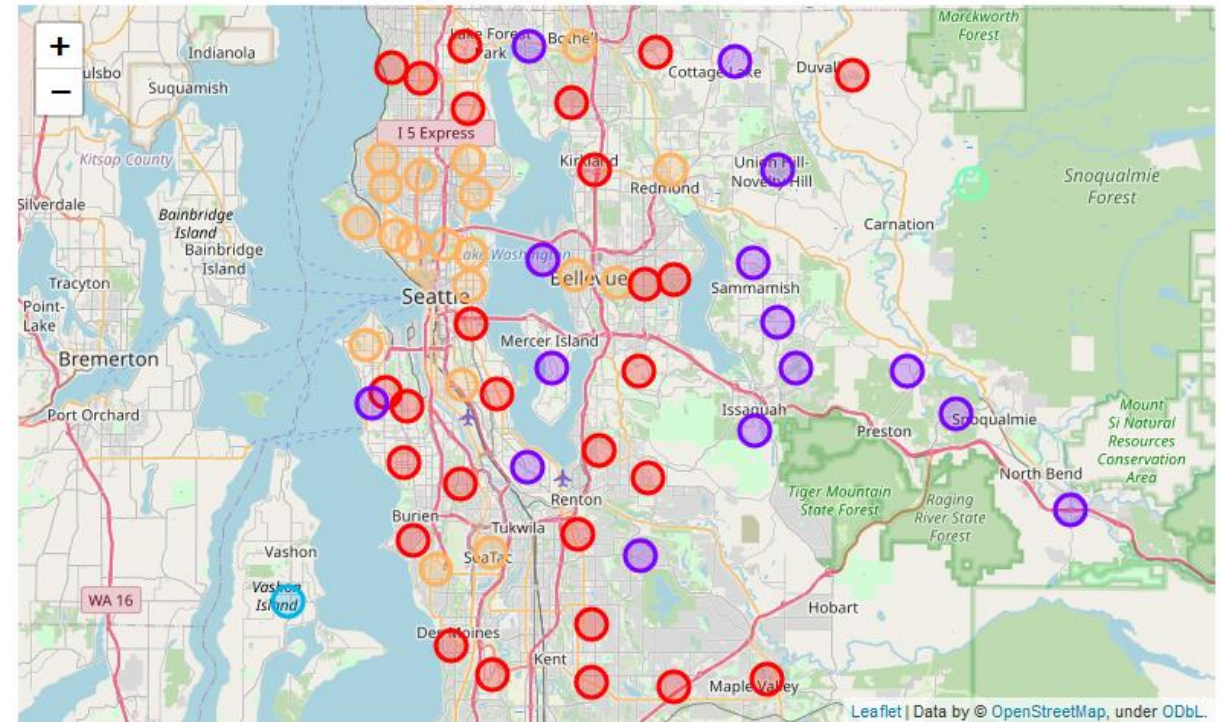 +
−
Indianola
ulsbo
Suquamish
Kitsap County
Silverdale
Bainbridge
Island
Bainbridge
Island
Tracyton
Point-
Lake
Bremerton
Port Orchard
WA 16
Vashon
Vashon
Island
Lake Forest
Park
Bothell
Cottage Lake
Duvall
Marckworth
Forest
I 5 Express
Kirkland
Redmond
Union Hill-
Novelty Hill
Snoqualmie
Forest
Carnation
Lake Washington
Bellevue
Sammamish
Seattle
Mercer Island
Issaquah
Preston
Snoqualmie
Mount
Si Natural
Resources
Conservation
Area
North Bend
Tiger Mountain
State Forest
Raging
River State
Forest
Renton
Burien
Tukwila
SeaTac
Hobart
Des Moines
Kent
Maple Valley
Leaflet | Data by © OpenStreetMap, under ODbL.